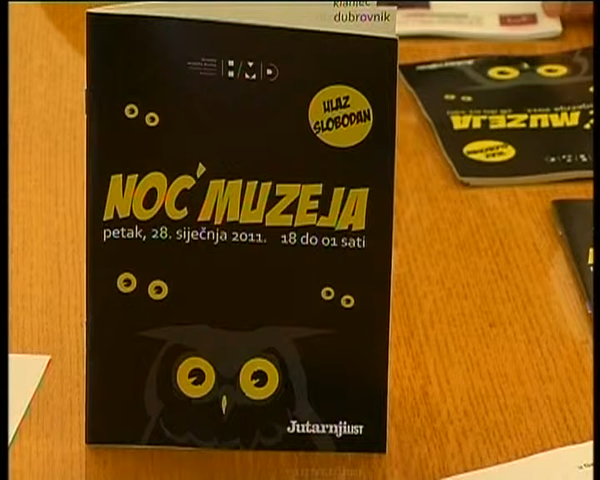 klanjec
dubrovnik
ULAZ
SLOBODAN
NOĆ MUZEJA
petak, 28. siječnja 2011. 18 do 01 sati
Jutarnji LIST
MUZEJA